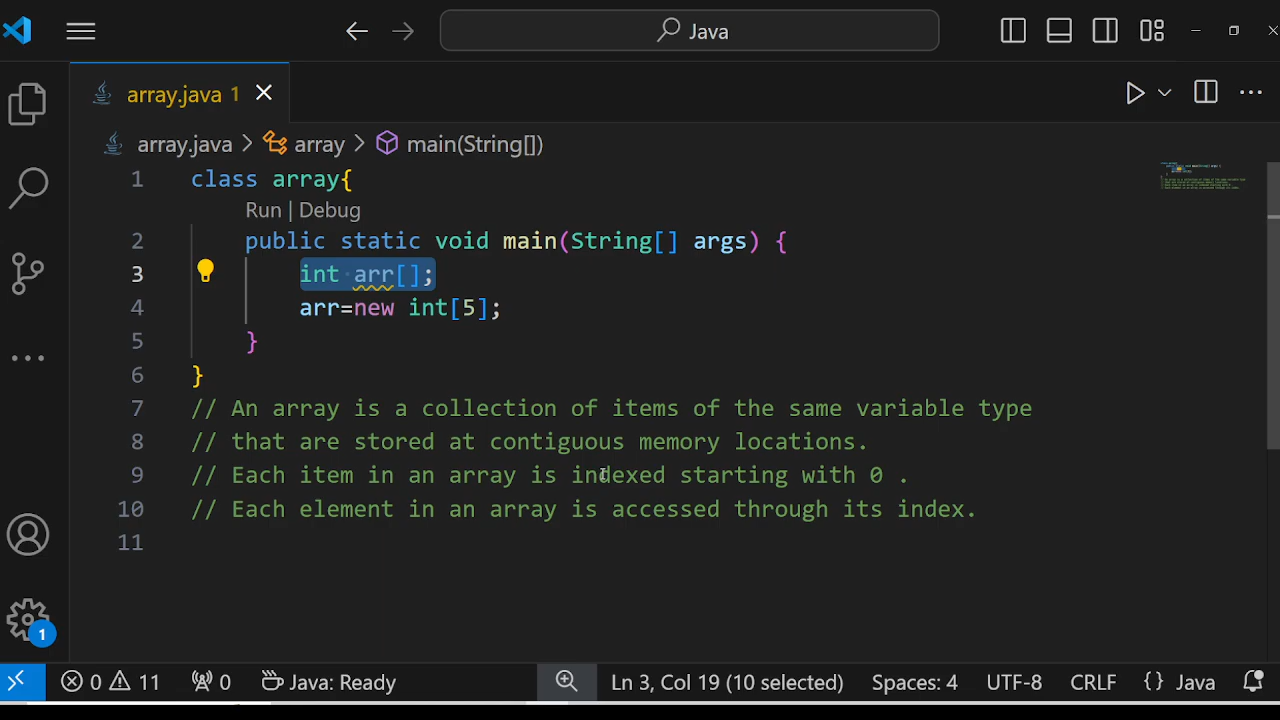 Java
array.java 1
array.java > array > main(String[])
1 class array{
Run | Debug
2 public static void main(String[] args) {
3 int arr[];
4 arr=new int[5];
5 }
6 }
7 // An array is a collection of items of the same variable type
8 // that are stored at contiguous memory locations.
9 // Each item in an array is indexed starting with 0 .
10 // Each element in an array is accessed through its index.
11
1
0 11 0 Java: Ready Ln 3, Col 19 (10 selected) Spaces: 4 UTF-8 CRLF {} Java